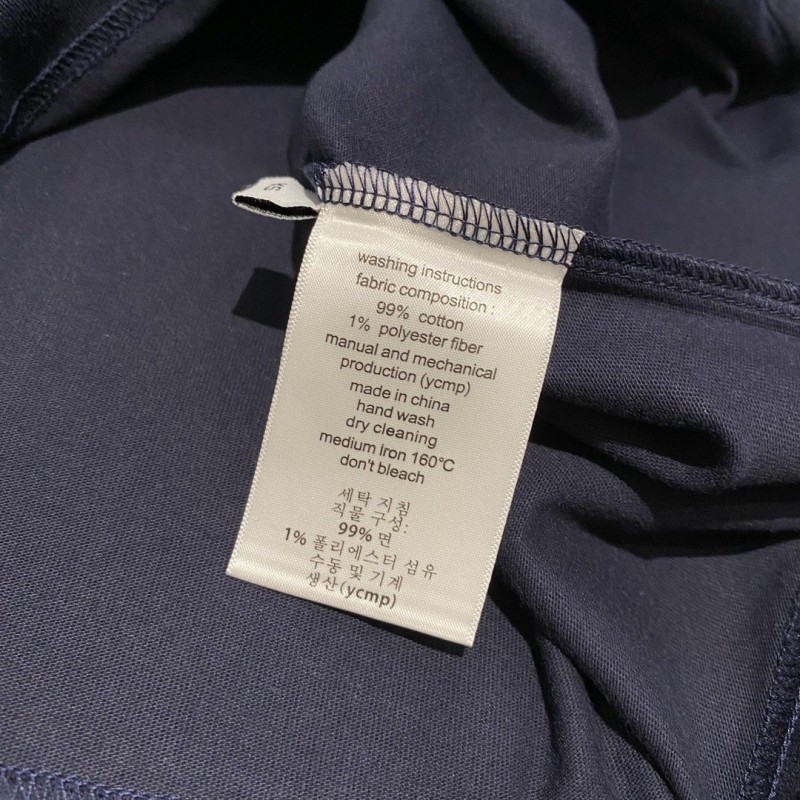 washing instructions
fabric composition :
99% cotton
1% polyester fiber
manual and mechanical
production (ycmp)
made in china
hand wash
dry cleaning
medium Iron 160°C
don't bleach
세탁 지침
직물 구성:
99% 면
1% 폴리에스터 섬유
수동 및 기계
생산(ycmp)